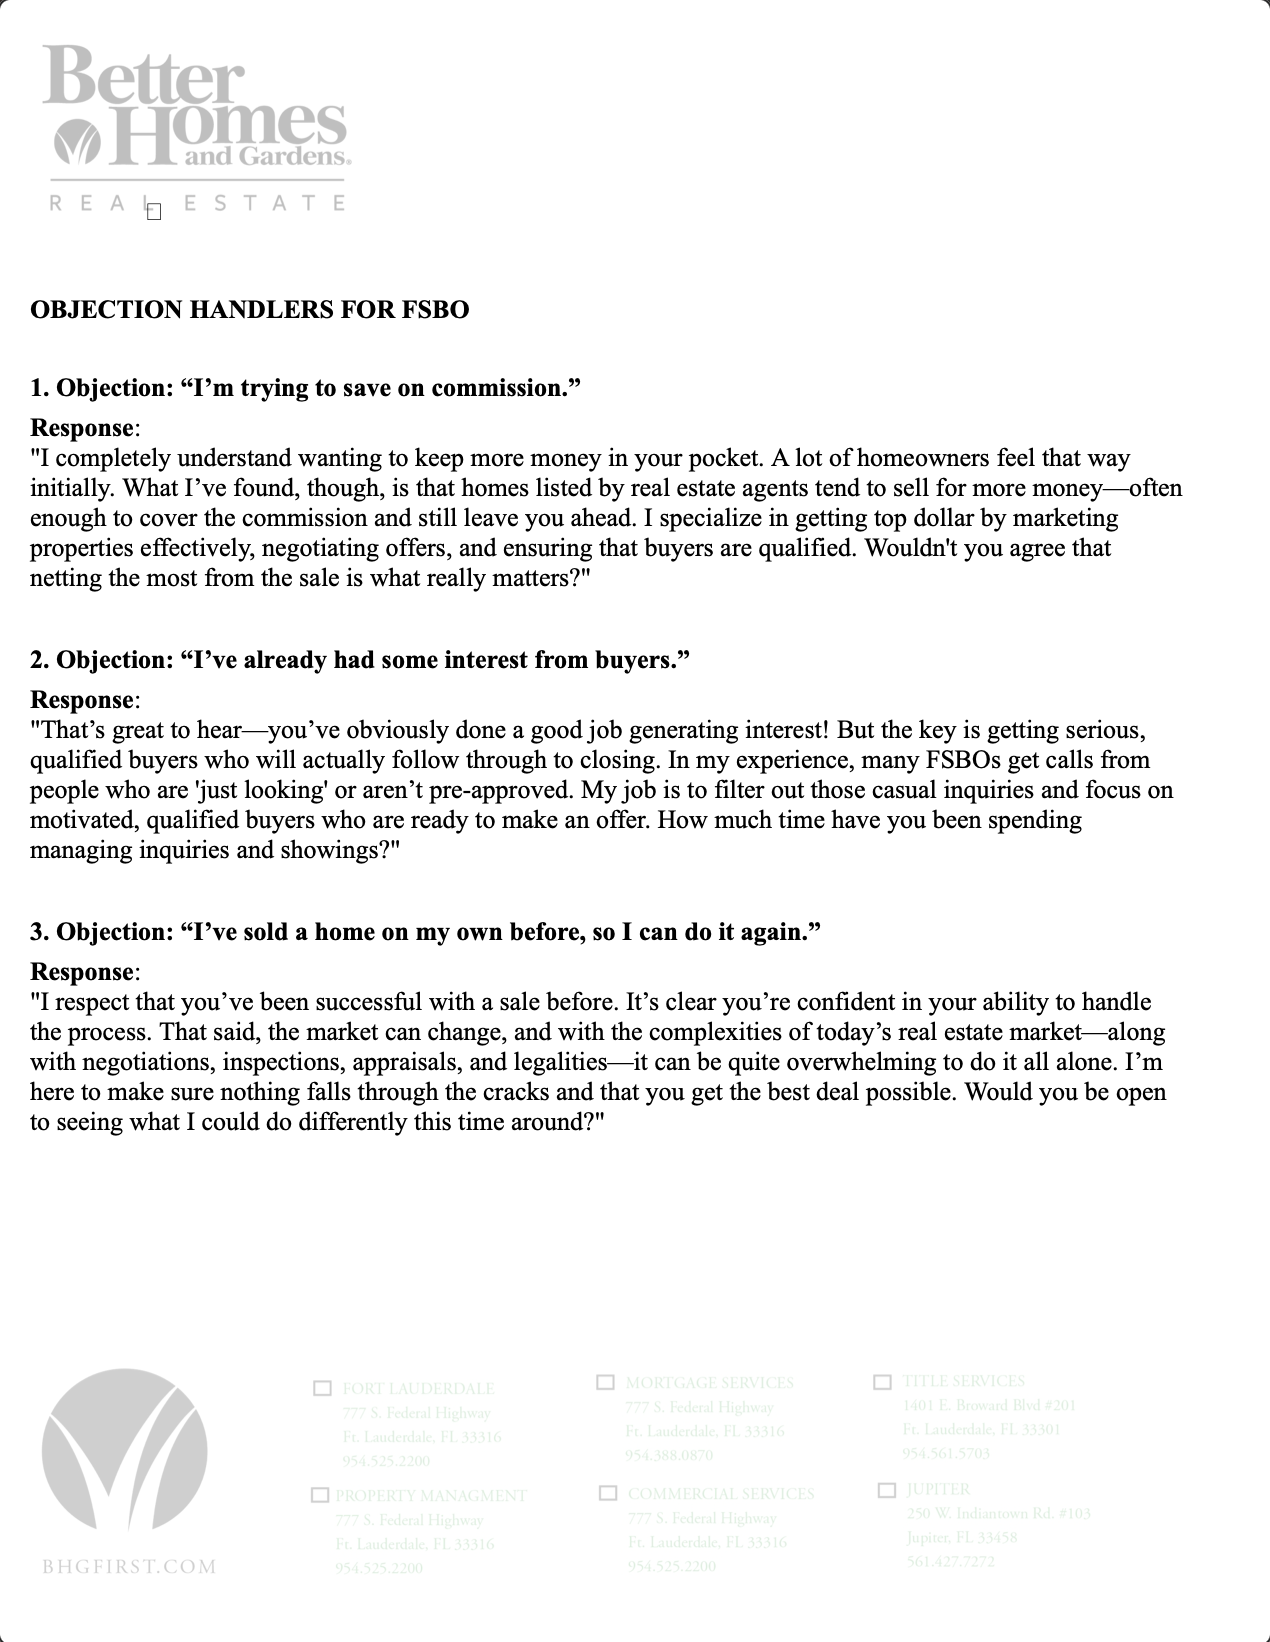 Better
Homes
and Gardens®
REAL ESTATE
OBJECTION HANDLERS FOR FSBO
1. Objection: “I’m trying to save on commission.”
Response:
"I completely understand wanting to keep more money in your pocket. A lot of homeowners feel that way
initially. What I’ve found, though, is that homes listed by real estate agents tend to sell for more money—often
enough to cover the commission and still leave you ahead. I specialize in getting top dollar by marketing
properties effectively, negotiating offers, and ensuring that buyers are qualified. Wouldn't you agree that
netting the most from the sale is what really matters?"
2. Objection: “I’ve already had some interest from buyers.”
Response:
"That’s great to hear—you’ve obviously done a good job generating interest! But the key is getting serious,
qualified buyers who will actually follow through to closing. In my experience, many FSBOs get calls from
people who are 'just looking' or aren’t pre-approved. My job is to filter out those casual inquiries and focus on
motivated, qualified buyers who are ready to make an offer. How much time have you been spending
managing inquiries and showings?"
3. Objection: “I’ve sold a home on my own before, so I can do it again.”
Response:
"I respect that you’ve been successful with a sale before. It’s clear you’re confident in your ability to handle
the process. That said, the market can change, and with the complexities of today’s real estate market—along
with negotiations, inspections, appraisals, and legalities—it can be quite overwhelming to do it all alone. I’m
here to make sure nothing falls through the cracks and that you get the best deal possible. Would you be open
to seeing what I could do differently this time around?"
BHGFIRST.COM
FORT LAUDERDALE
777 S. Federal Highway
Ft. Lauderdale, FL 33316
954.525.2200
MORTGAGE SERVICES
777 S. Federal Highway
Ft. Lauderdale, FL 33316
954.388.0870
TITLE SERVICES
1401 E. Broward Blvd #201
Ft. Lauderdale, FL 33301
954.561.5703
PROPERTY MANAGMENT
777 S. Federal Highway
Ft. Lauderdale, FL 33316
954.525.2200
COMMERCIAL SERVICES
777 S. Federal Highway
Ft. Lauderdale, FL 33316
954.525.2200
JUPITER
250 W. Indiantown Rd. #103
Jupiter, FL 33458
561.427.7272